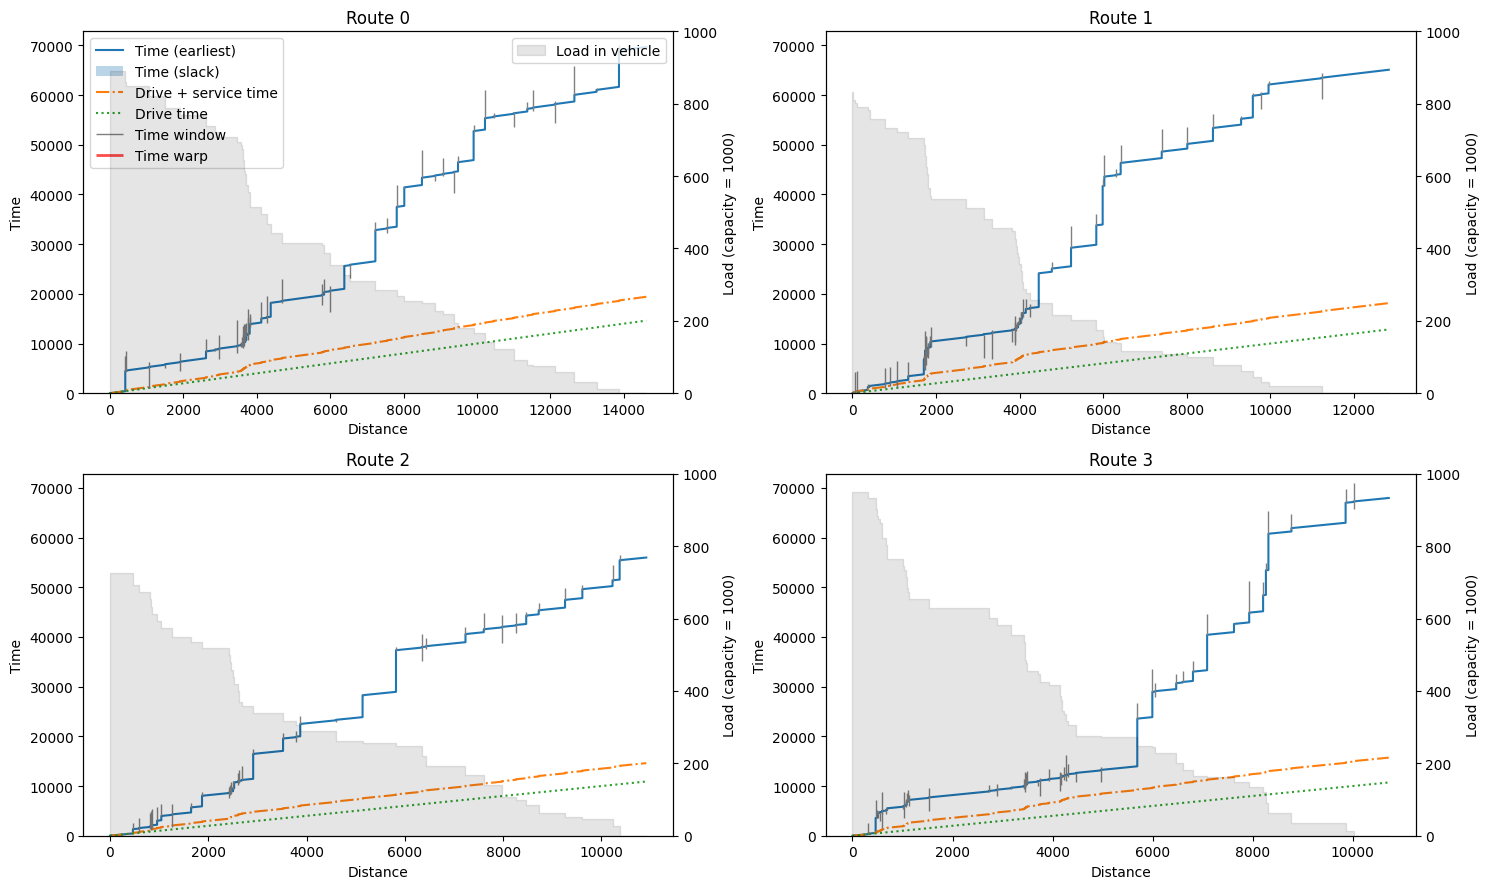 Route 0
Time (earliest)
Time (slack)
Drive + service time
Drive time
Time window
Time warp
Load in vehicle
70000
60000
50000
40000
30000
20000
10000
0
Time
1000
800
600
400
200
0
Load (capacity = 1000)
0 2000 4000 6000 8000 10000 12000 14000
Distance
Route 1
70000
60000
50000
40000
30000
20000
10000
0
Time
1000
800
600
400
200
0
Load (capacity = 1000)
0 2000 4000 6000 8000 10000 12000
Distance
Route 2
70000
60000
50000
40000
30000
20000
10000
0
Time
1000
800
600
400
200
0
Load (capacity = 1000)
0 2000 4000 6000 8000 10000
Distance
Route 3
70000
60000
50000
40000
30000
20000
10000
0
Time
1000
800
600
400
200
0
Load (capacity = 1000)
0 2000 4000 6000 8000 10000
Distance